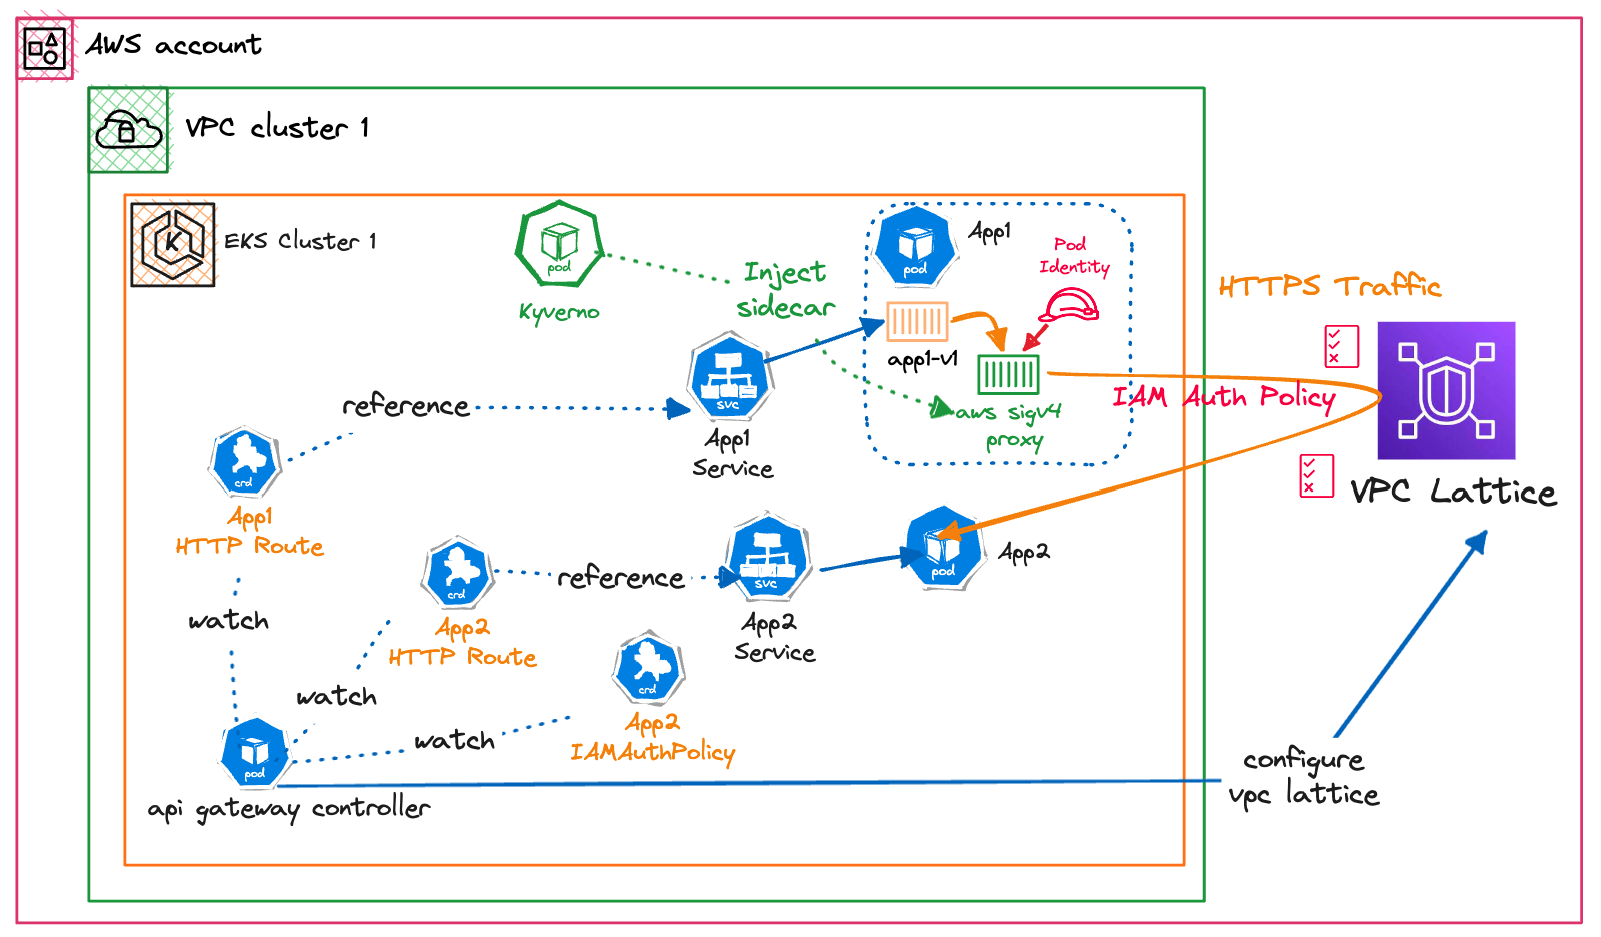 AWS account
VPC cluster 1
EKS Cluster 1
K
pod
Kyverno
Inject
sidecar
pod
App1
Pod
Identity
app1-v1
aws sigv4
proxy
HTTPS Traffic
IAM Auth Policy
VPC Lattice
reference
svc
App1
Service
crd
App1
HTTP Route
crd
App2
HTTP Route
reference
svc
App2
Service
pod
App2
watch
watch
watch
crd
App2
IAMAuthPolicy
pod
api gateway controller
configure
vpc lattice